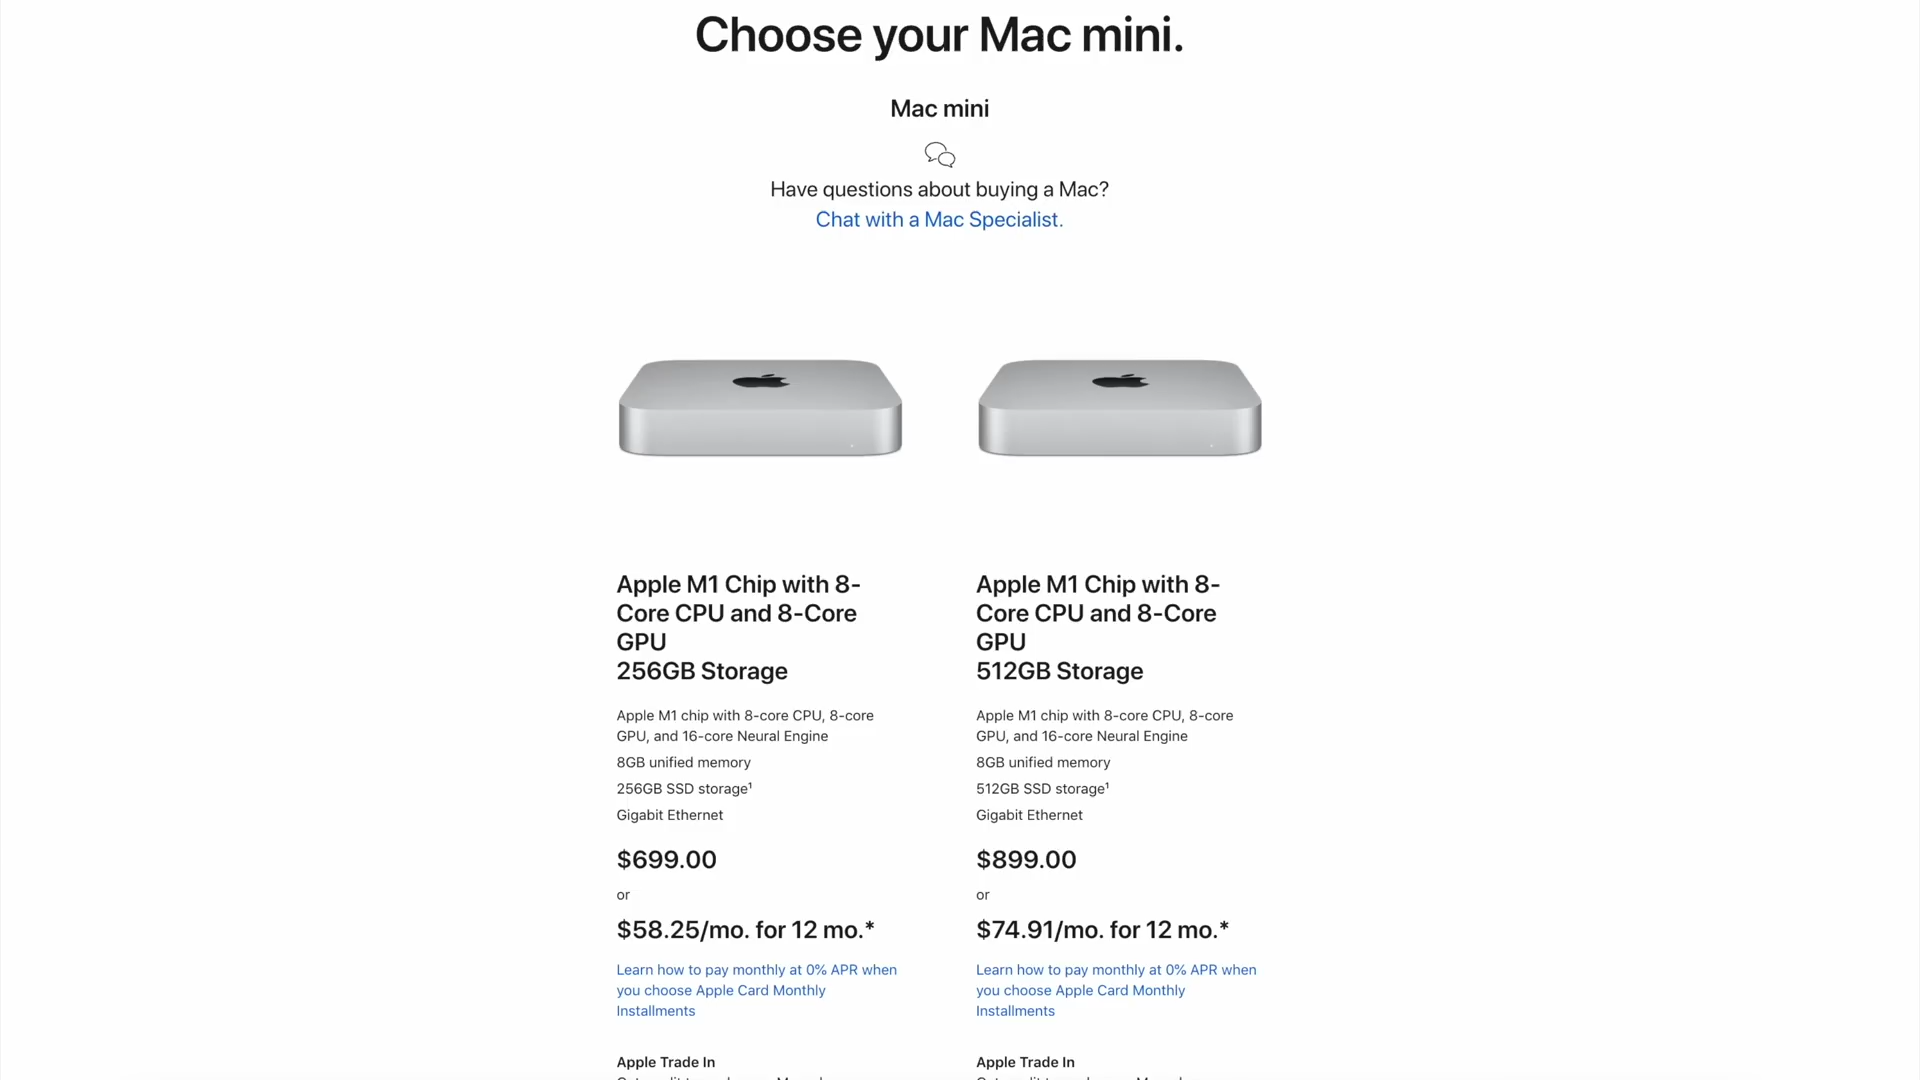 Choose your Mac mini.
Mac mini
Have questions about buying a Mac?
Chat with a Mac Specialist.
Apple M1 Chip with 8-
Core CPU and 8-Core
GPU
256GB Storage
Apple M1 chip with 8-core CPU, 8-core
GPU, and 16-core Neural Engine
8GB unified memory
256GB SSD storage¹
Gigabit Ethernet
$699.00
or
$58.25/mo. for 12 mo.*
Learn how to pay monthly at 0% APR when
you choose Apple Card Monthly
Installments
Apple Trade In
Apple M1 Chip with 8-
Core CPU and 8-Core
GPU
512GB Storage
Apple M1 chip with 8-core CPU, 8-core
GPU, and 16-core Neural Engine
8GB unified memory
512GB SSD storage¹
Gigabit Ethernet
$899.00
or
$74.91/mo. for 12 mo.*
Learn how to pay monthly at 0% APR when
you choose Apple Card Monthly
Installments
Apple Trade In